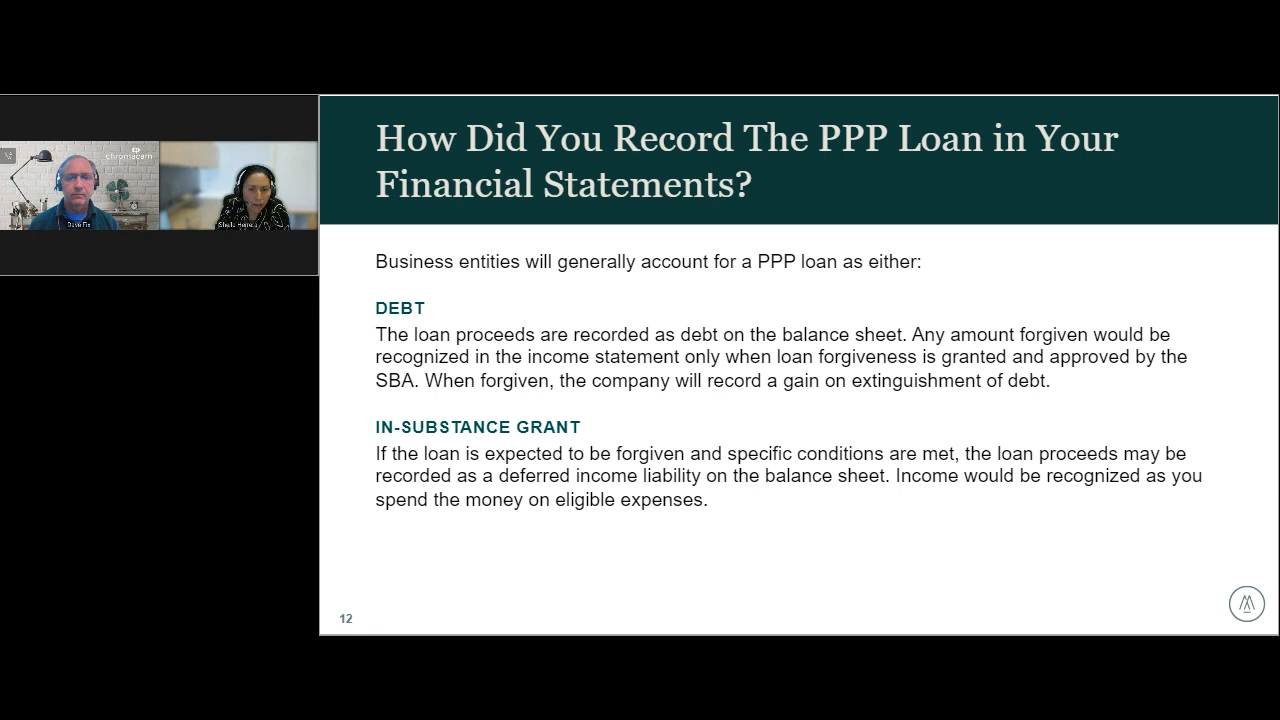 chromacam
Dave Fix
Sheila Herrera
How Did You Record The PPP Loan in Your
Financial Statements?
Business entities will generally account for a PPP loan as either:
DEBT
The loan proceeds are recorded as debt on the balance sheet. Any amount forgiven would be
recognized in the income statement only when loan forgiveness is granted and approved by the
SBA. When forgiven, the company will record a gain on extinguishment of debt.
IN-SUBSTANCE GRANT
If the loan is expected to be forgiven and specific conditions are met, the loan proceeds may be
recorded as a deferred income liability on the balance sheet. Income would be recognized as you
spend the money on eligible expenses.
12